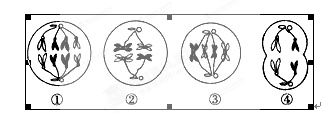 ① ② ③ ④